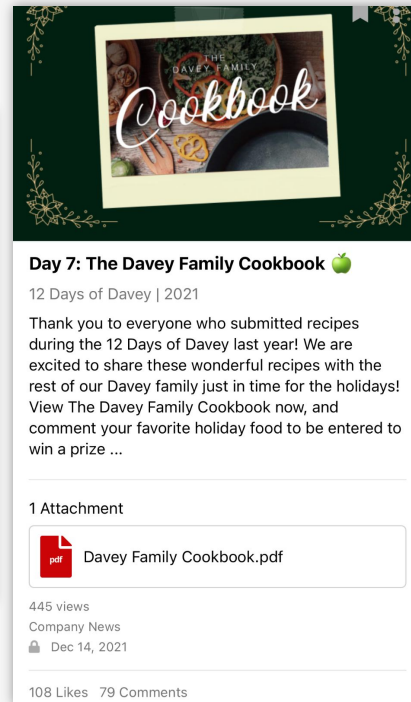 THE
DAVEY FAMILY
Cookbook
Day 7: The Davey Family Cookbook 🍏
12 Days of Davey | 2021
Thank you to everyone who submitted recipes
during the 12 Days of Davey last year! We are
excited to share these wonderful recipes with the
rest of our Davey family just in time for the holidays!
View The Davey Family Cookbook now, and
comment your favorite holiday food to be entered to
win a prize ...
1 Attachment
pdf Davey Family Cookbook.pdf
445 views
Company News
Dec 14, 2021
108 Likes 79 Comments